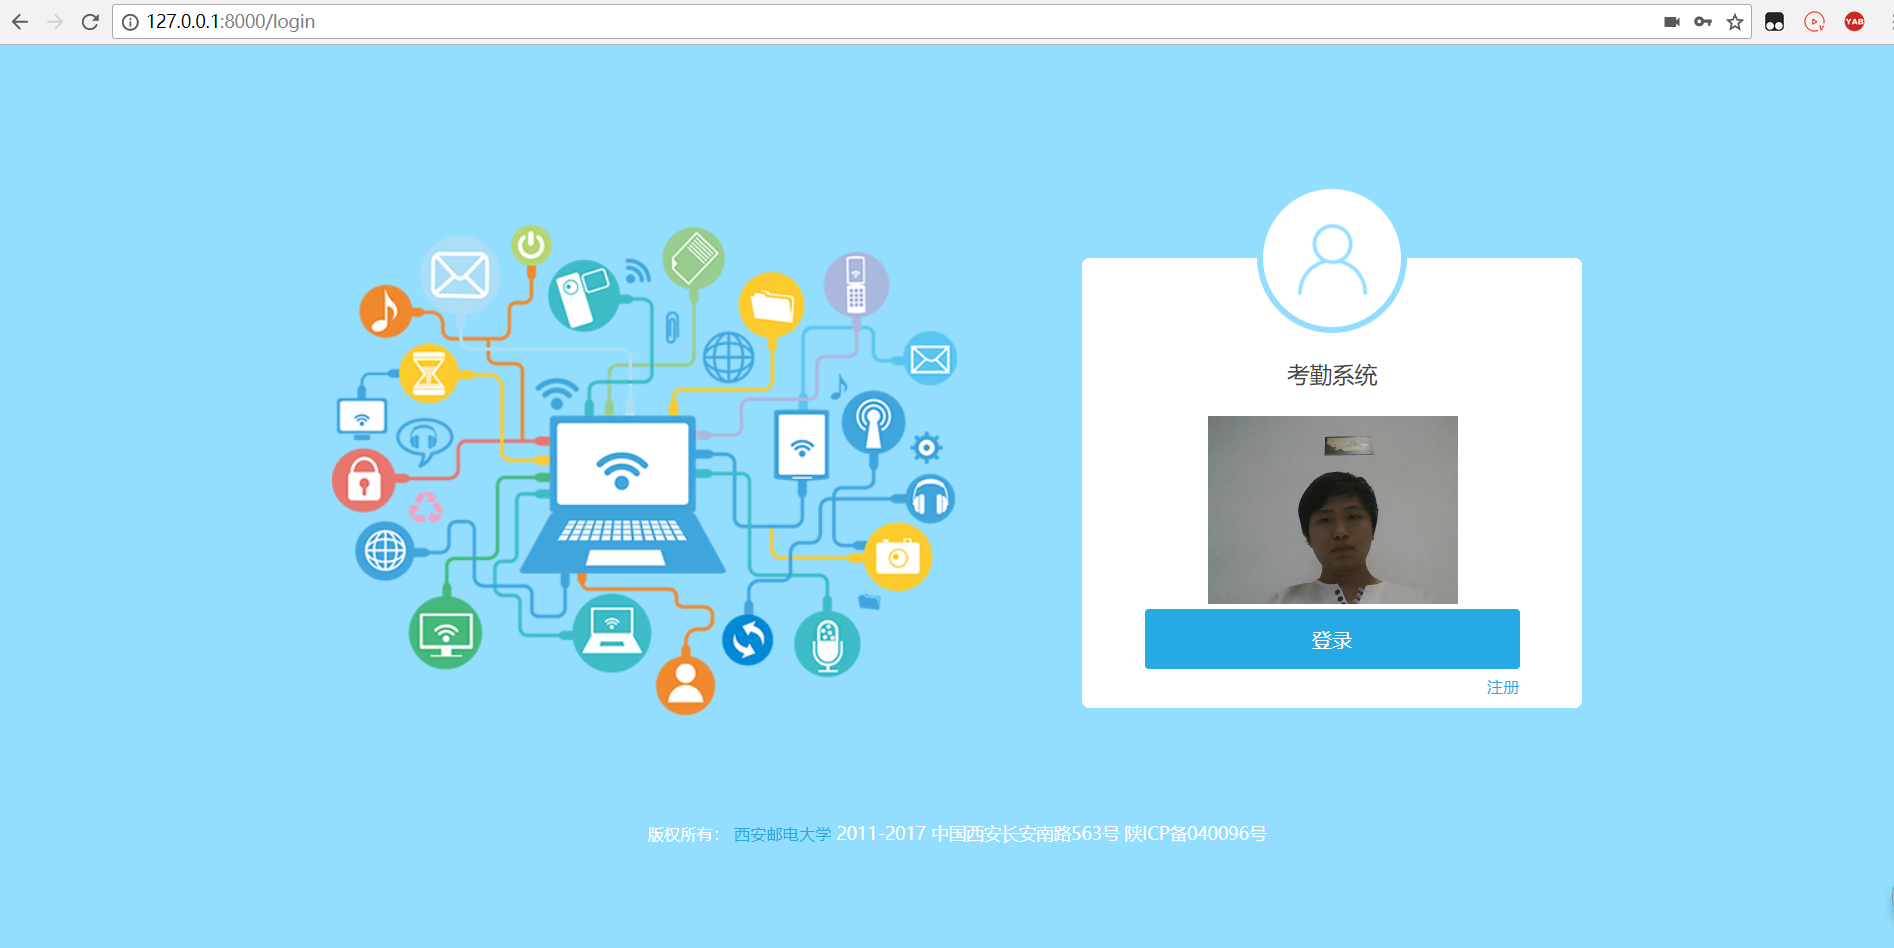 127.0.0.1:8000/login
YAB
考勤系统
登录
注册
版权所有： 西安邮电大学 2011-2017 中国西安长安南路563号 陕ICP备040096号